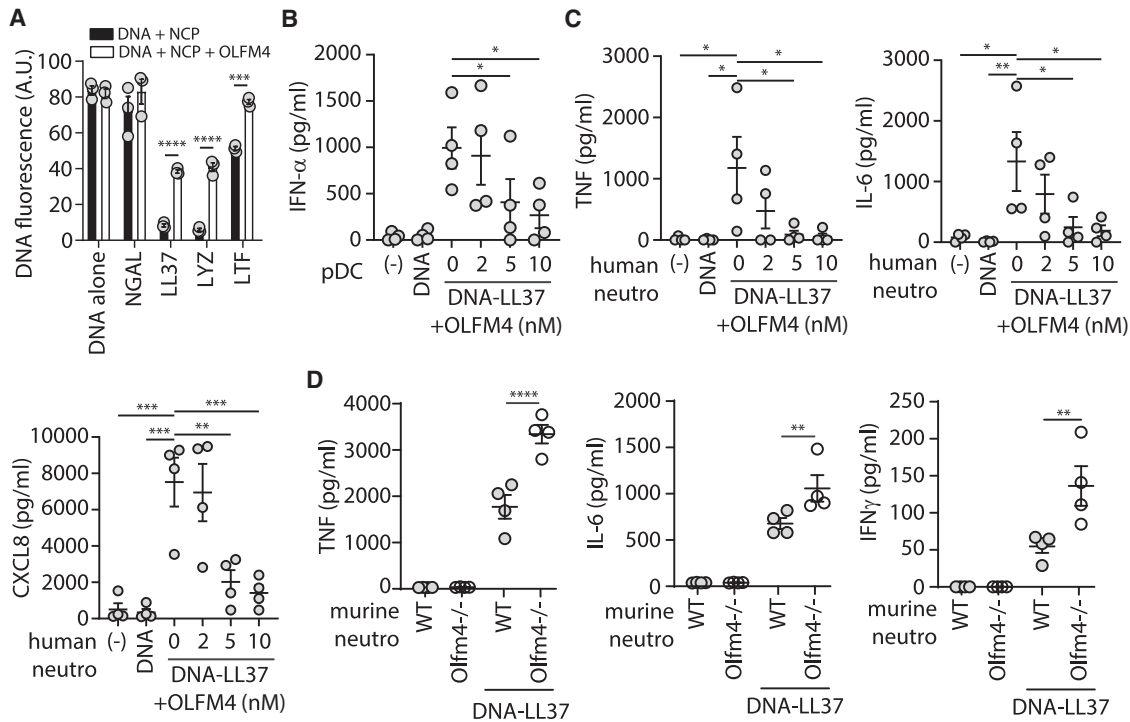 A
DNA + NCP
DNA + NCP + OLFM4
DNA fluorescence (A.U.)
100
80
60
40
20
0
****
****
***
DNA alone
NGAL
LL37
LYZ
LTF
B
IFN-α (pg/ml)
2000
1500
1000
500
0
*
*
pDC
(-)
DNA
0 2 5 10
DNA-LL37
+OLFM4 (nM)
C
TNF (pg/ml)
3000
2000
1000
0
* *
* *
human
neutro
(-)
DNA
0 2 5 10
DNA-LL37
+OLFM4 (nM)
IL-6 (pg/ml)
3000
2000
1000
0
* *
** *
human
neutro
(-)
DNA
0 2 5 10
DNA-LL37
+OLFM4 (nM)
CXCL8 (pg/ml)
10000
8000
6000
4000
2000
0
*** ***
*** **
human
neutro
(-)
DNA
0 2 5 10
DNA-LL37
+OLFM4 (nM)
D
TNF (pg/ml)
4000
3000
2000
1000
0
****
murine
neutro
WT
Olfm4-/-
WT
Olfm4-/-
DNA-LL37
IL-6 (pg/ml)
2000
1500
1000
500
0
**
murine
neutro
WT
Olfm4-/-
WT
Olfm4-/-
DNA-LL37
IFNγ (pg/ml)
250
200
150
100
50
0
**
murine
neutro
WT
Olfm4-/-
WT
Olfm4-/-
DNA-LL37